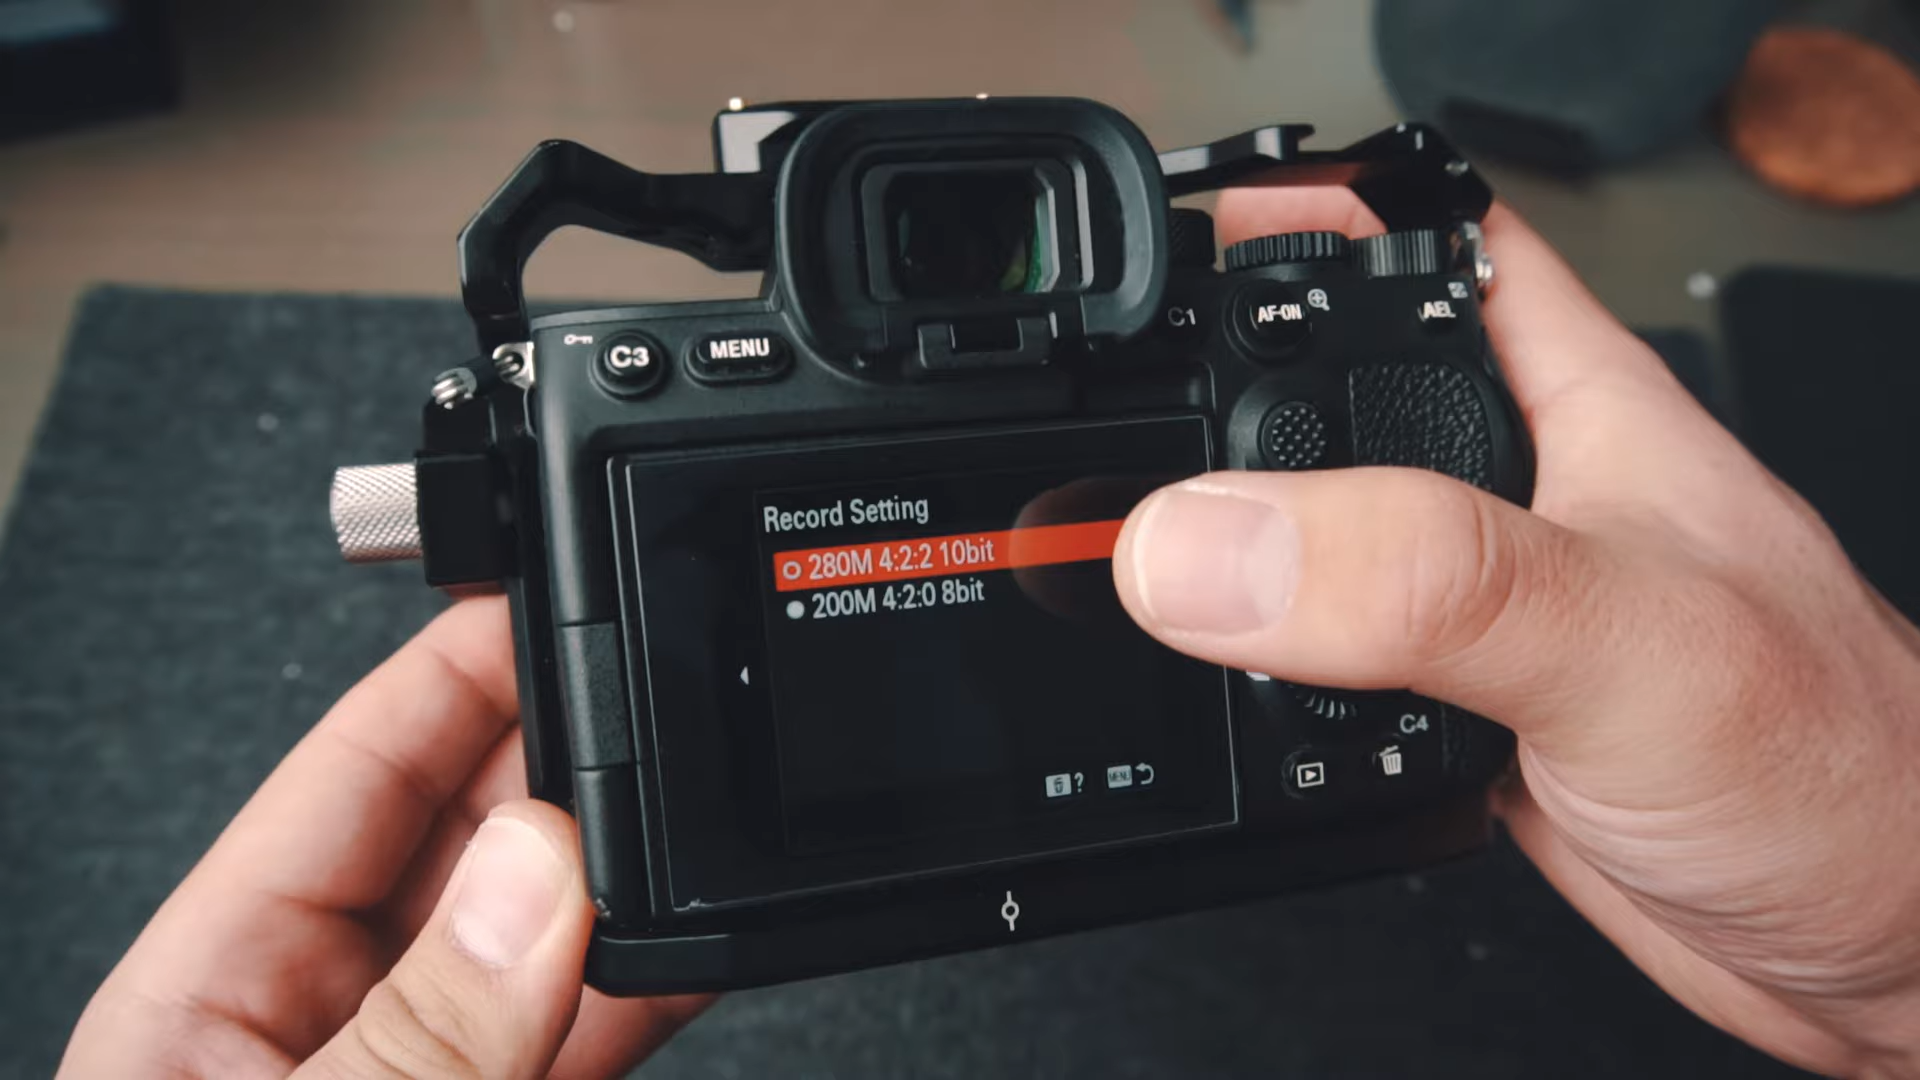 C1
AF-ON
AEL
C3
MENU
Record Setting
280M 4:2:2 10bit
200M 4:2:0 8bit
?
MENU
C4